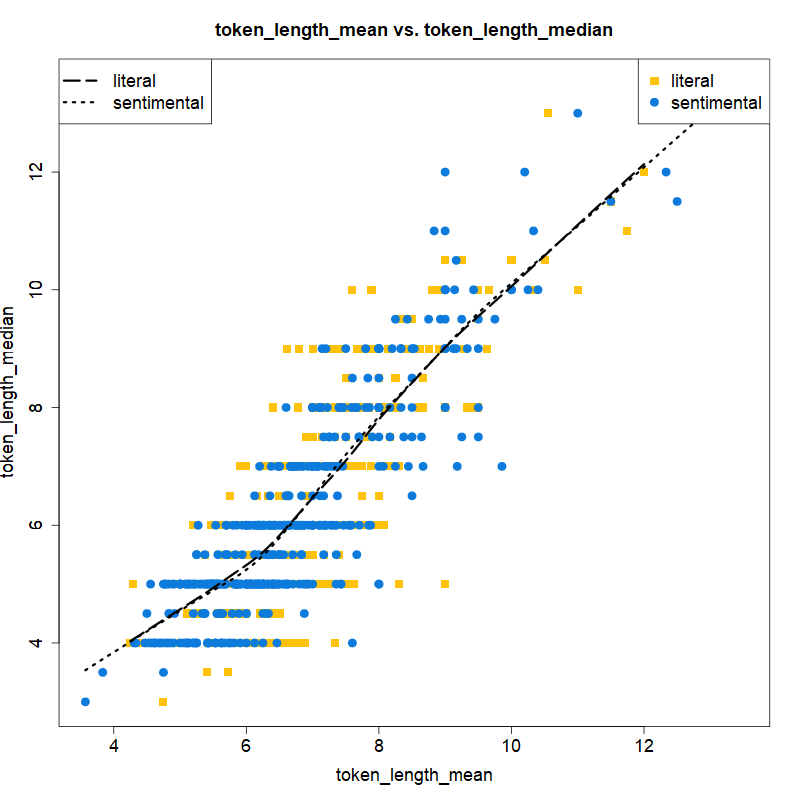 token_length_mean vs. token_length_median
literal
sentimental
literal
sentimental
12
10
8
6
4
token_length_median
4
6
8
10
12
token_length_mean